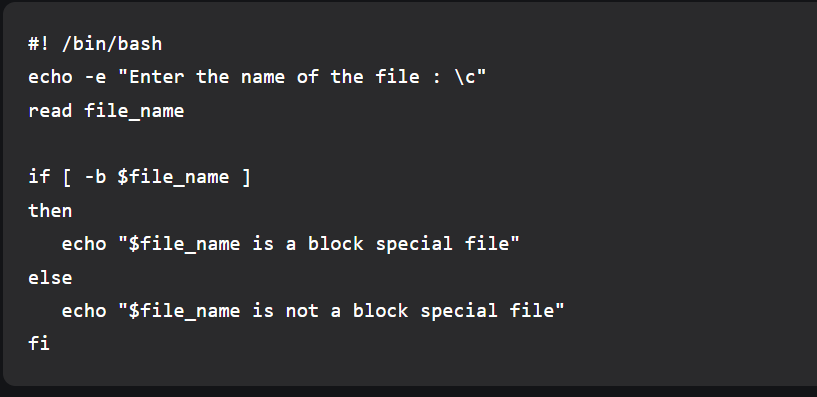 #! /bin/bash
echo -e "Enter the name of the file : \c"
read file_name

if [ -b $file_name ]
then
   echo "$file_name is a block special file"
else
   echo "$file_name is not a block special file"
fi